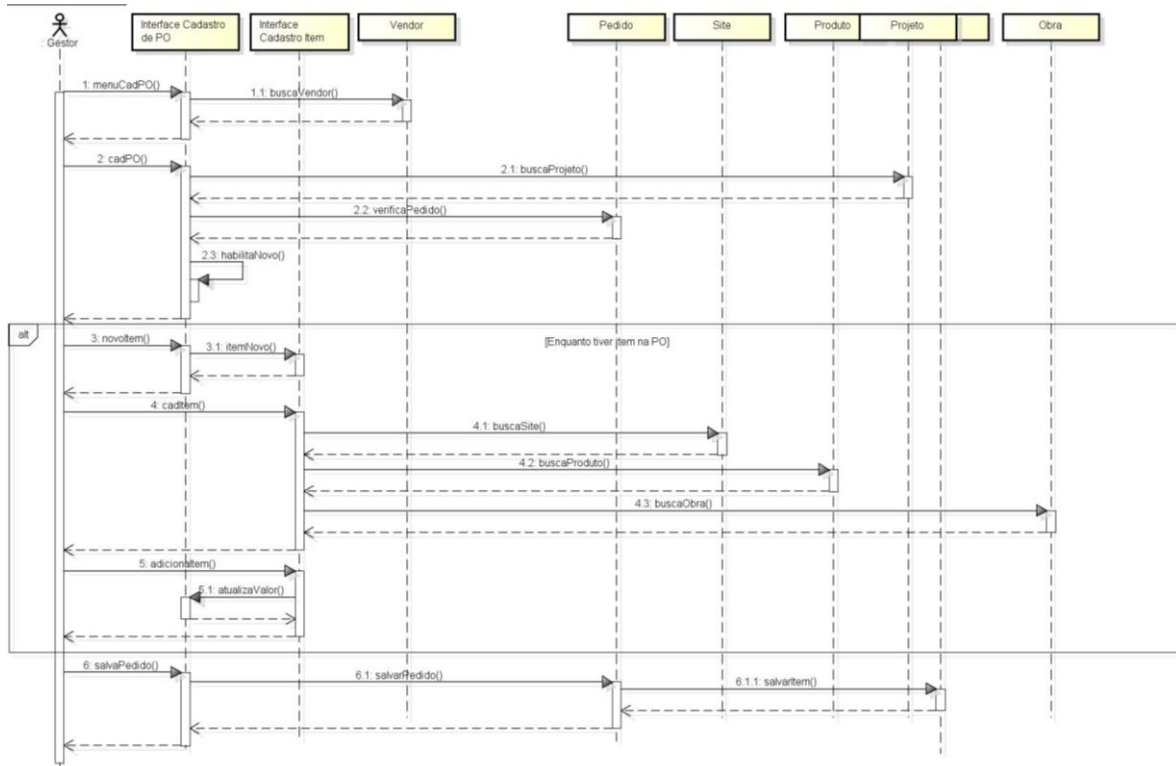 Interface Cadastro
de PO
Interface
Cadastro Item
Vendor
Pedido
Site
Produto
Projeto
Obra
: Gestor
1: menuCadPO()
1.1: buscaVendor()
2: cadPO()
2.1: buscaProjeto()
2.2: verificaPedido()
2.3: habilitaNovo()
alt
3: novoItem()
3.1: itemNovo()
[Enquanto tiver item na PO]
4: cadItem()
4.1: buscaSite()
4.2: buscaProduto()
4.3: buscaObra()
5: adicionaItem()
5.1: atualizaValor()
6: salvaPedido()
6.1: salvarPedido()
6.1.1: salvarItem()